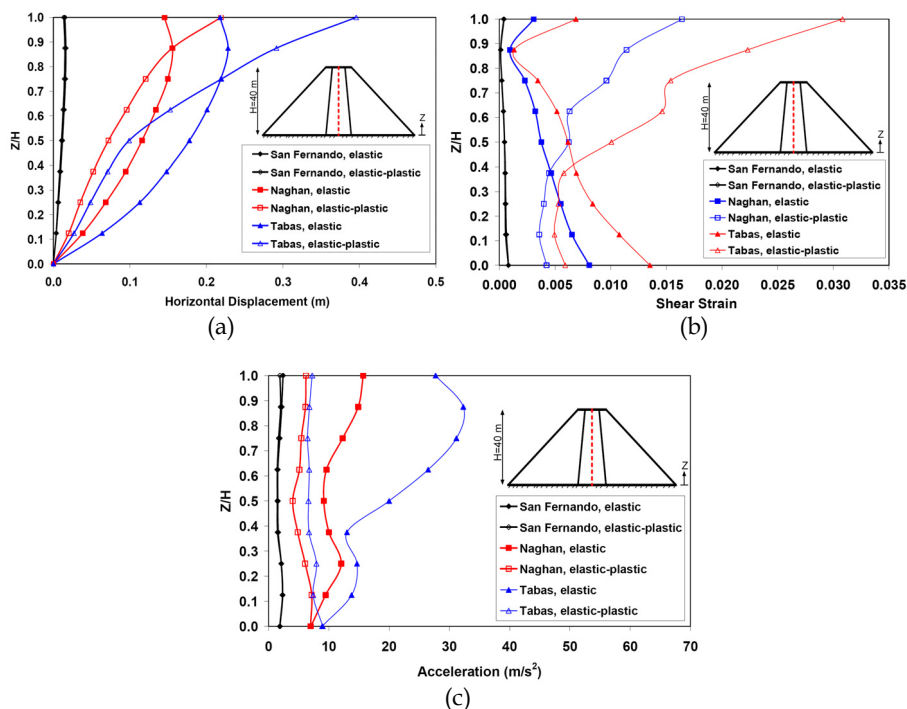 1.0
0.9
0.8
0.7
0.6
0.5
0.4
0.3
0.2
0.1
0.0
Z/H
0.0
0.1
0.2
0.3
0.4
0.5
Horizontal Displacement (m)
H=40 m
Z
San Fernando, elastic
San Fernando, elastic-plastic
Naghan, elastic
Naghan, elastic-plastic
Tabas, elastic
Tabas, elastic-plastic
(a)
1.0
0.9
0.8
0.7
0.6
0.5
0.4
0.3
0.2
0.1
0.0
Z/H
0.000
0.005
0.010
0.015
0.020
0.025
0.030
0.035
Shear Strain
H=40 m
Z
San Fernando, elastic
San Fernando, elastic-plastic
Naghan, elastic
Naghan, elastic-plastic
Tabas, elastic
Tabas, elastic-plastic
(b)
1.0
0.9
0.8
0.7
0.6
0.5
0.4
0.3
0.2
0.1
0.0
Z/H
0
10
20
30
40
50
60
70
Acceleration (m/s²)
H=40 m
Z
San Fernando, elastic
San Fernando, elastic-plastic
Naghan, elastic
Naghan, elastic-plastic
Tabas, elastic
Tabas, elastic-plastic
(c)